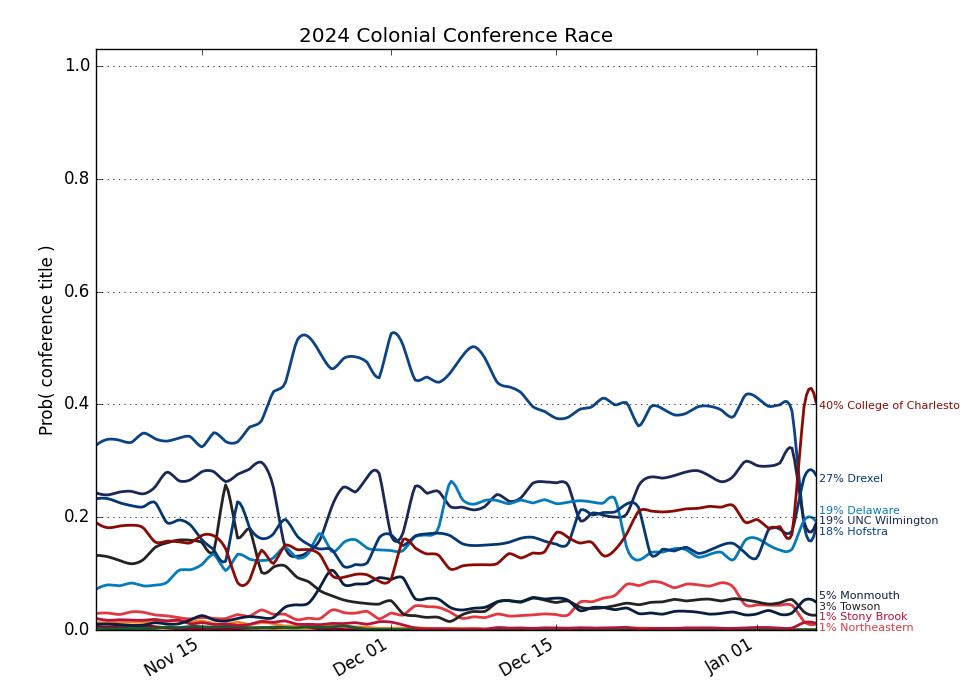 2024 Colonial Conference Race
Prob( conference title )
1.0
0.8
0.6
0.4
0.2
0.0
Nov 15
Dec 01
Dec 15
Jan 01
40% College of Charlesto
27% Drexel
19% Delaware
19% UNC Wilmington
18% Hofstra
5% Monmouth
3% Towson
1% Stony Brook
1% Northeastern